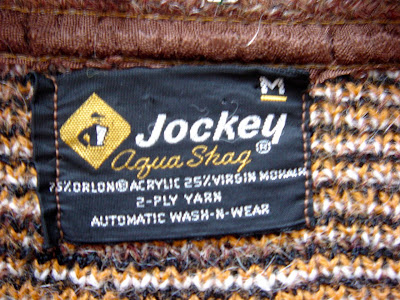 M
Jockey®
Aqua Shag
75% ORLON® ACRYLIC 25% VIRGIN MOHAIR
2-PLY YARN
AUTOMATIC WASH-N-WEAR